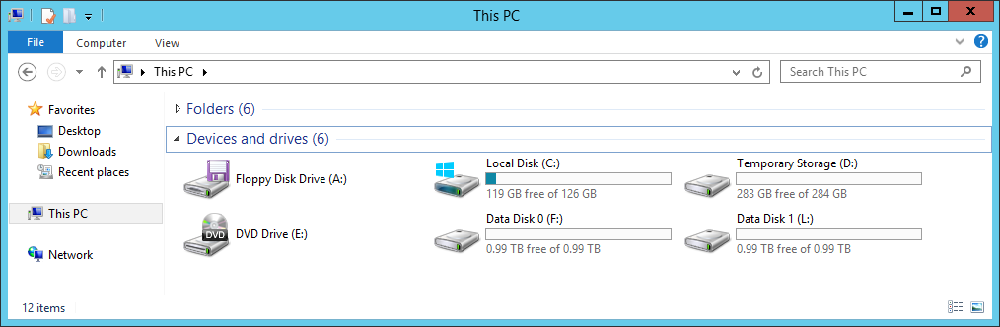 This PC
File Computer View
This PC
Search This PC
Favorites
Desktop
Downloads
Recent places
This PC
Network
Folders (6)
Devices and drives (6)
Floppy Disk Drive (A:)
Local Disk (C:)
119 GB free of 126 GB
Temporary Storage (D:)
283 GB free of 284 GB
DVD
DVD Drive (E:)
Data Disk 0 (F:)
0.99 TB free of 0.99 TB
Data Disk 1 (L:)
0.99 TB free of 0.99 TB
12 items